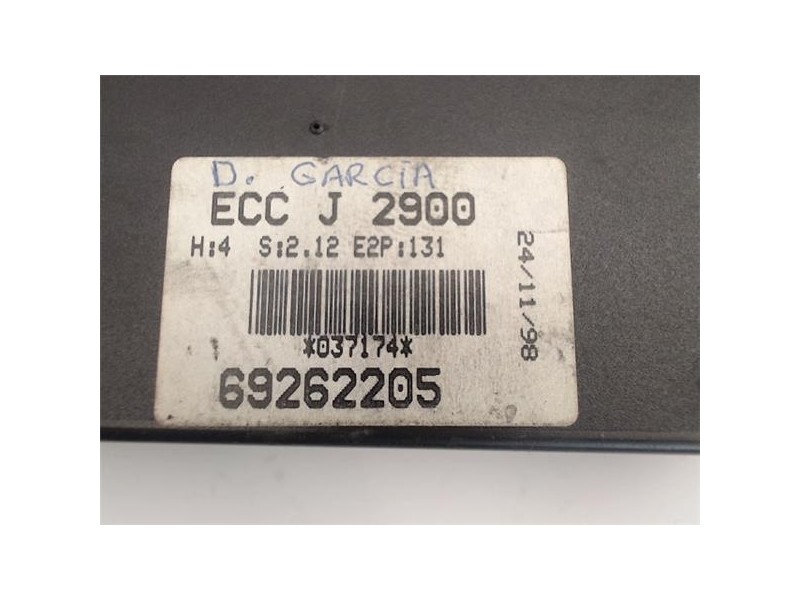 D. GARCIA
ECC J 2900
H:4 S:2.12 E2P:131
*037174*
69262205
24/11/98